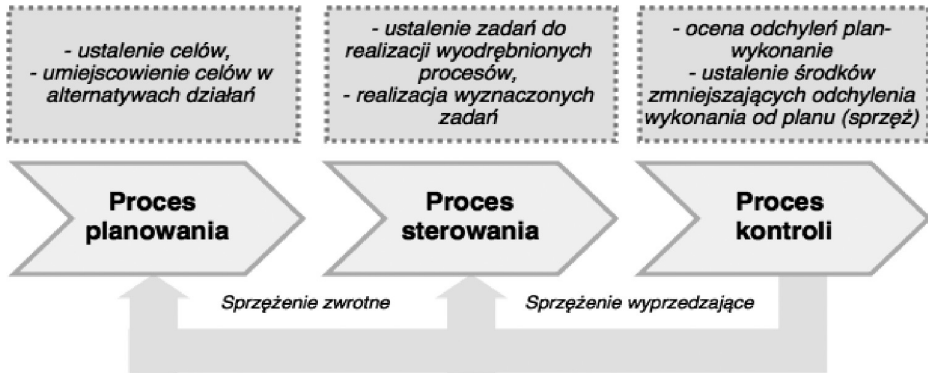 - ustalenie celów,
- umiejscowienie celów w
alternatywach działań
- ustalenie zadań do
realizacji wyodrębnionych
procesów,
- realizacja wyznaczonych
zadań
- ocena odchyleń plan-
wykonanie
- ustalenie środków
zmniejszających odchylenia
wykonania od planu (sprzęż)
Proces
planowania
Proces
sterowania
Proces
kontroli
Sprzężenie zwrotne
Sprzężenie wyprzedzające